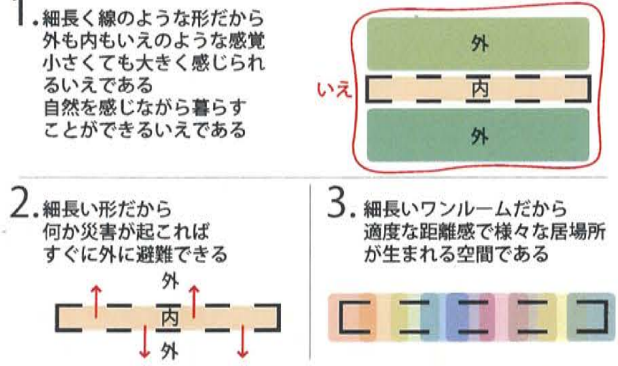 1.
細長く線のような形だから
外も内もいえのような感覚
小さくても大きく感じられ
るいえである
自然を感じながら暮らす
ことができるいえである
外
いえ
内
外
2.
細長い形だから
何か災害が起これば
すぐに外に避難できる
外
内
外
3.
細長いワンルームだから
適度な距離感で様々な居場所
が生まれる空間である